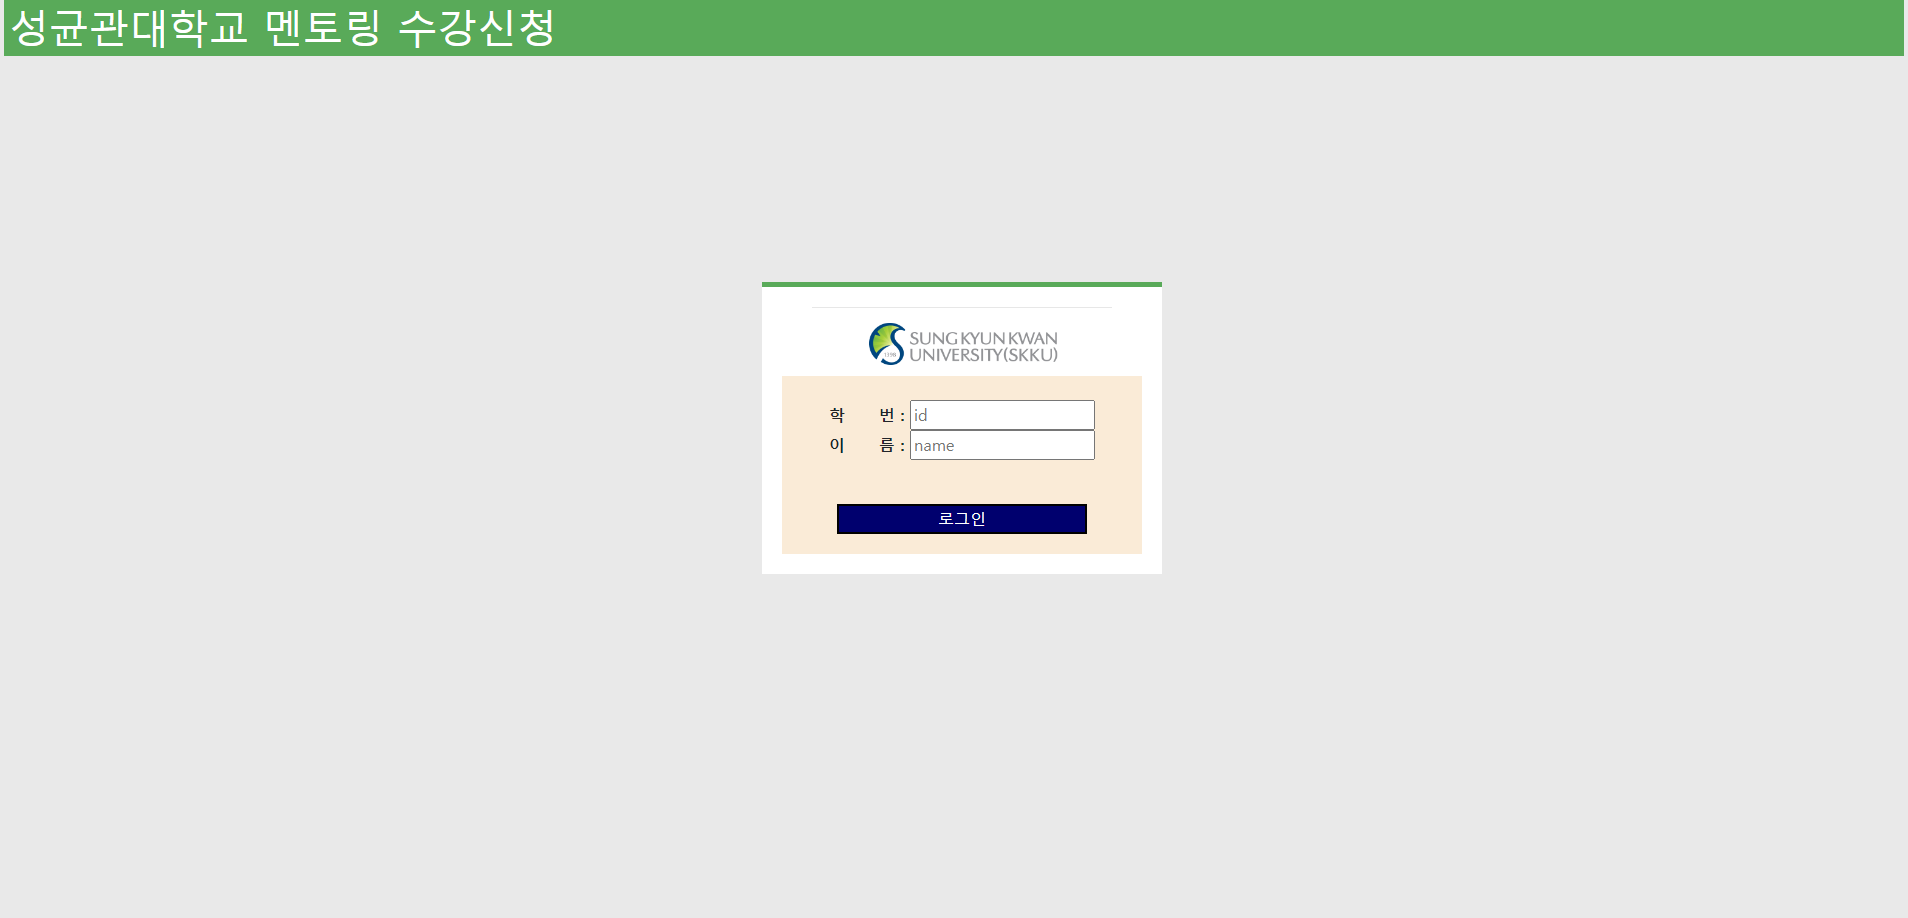 성균관대학교 멘토링 수강신청
SUNG KYUN KWAN
UNIVERSITY(SKKU)
1398
학 번 : id
이 름 : name
로그인